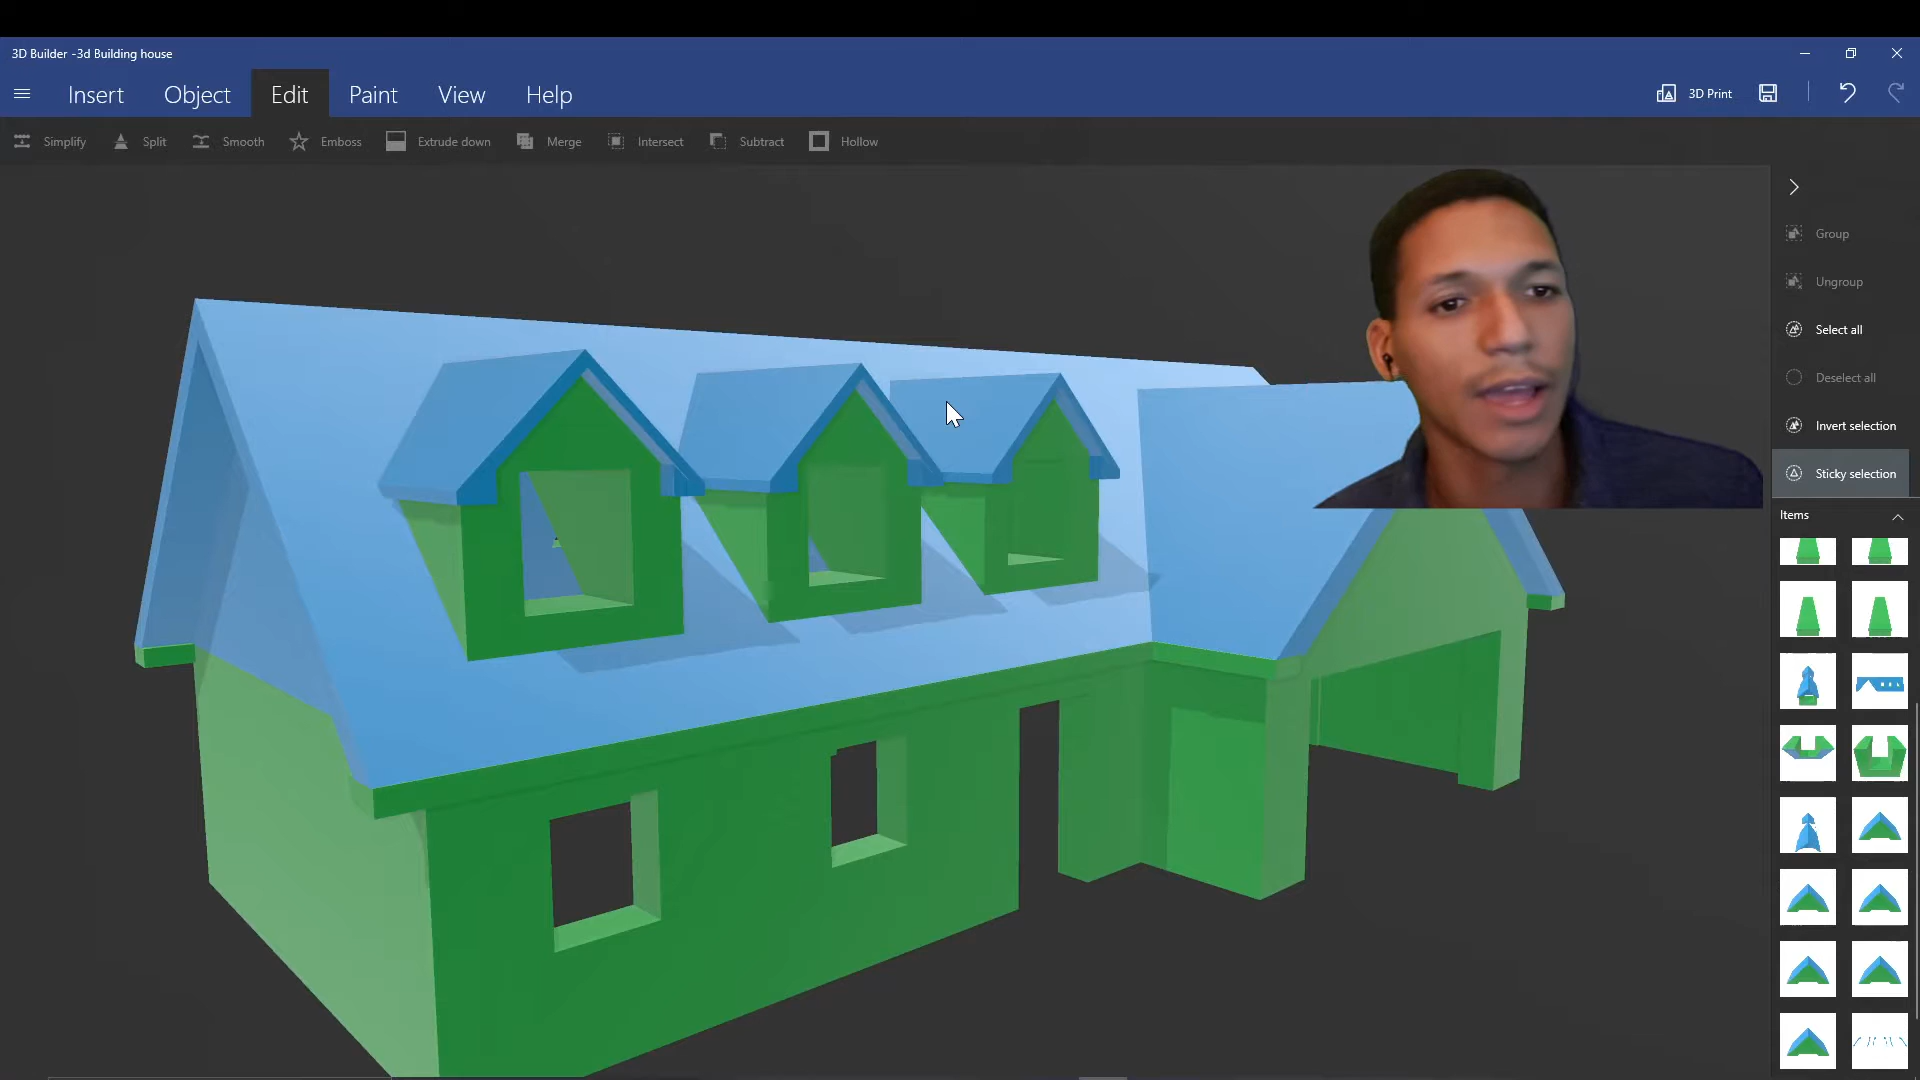 3D Builder -3d Building house
Insert Object Edit Paint View Help 3D Print
Simplify Split Smooth Emboss Extrude down Merge Intersect Subtract Hollow
Group
Ungroup
Select all
Deselect all
Invert selection
Sticky selection
Items